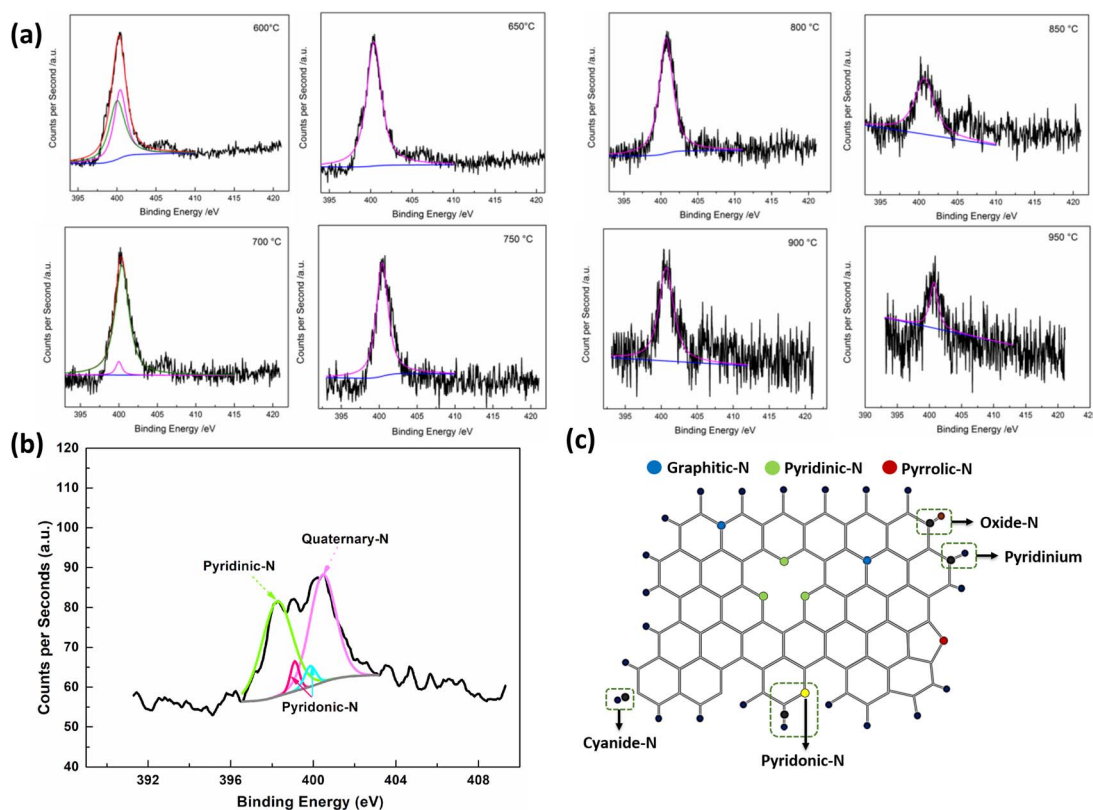 (a)
600°C
Counts per Second /a.u.
395 400 405 410 415 420
Binding Energy /eV
650°C
Counts per Second /a.u.
395 400 405 410 415 420
Binding Energy /eV
800°C
Counts per Second /a.u.
395 400 405 410 415 420
Binding Energy /eV
850°C
Counts per Second /a.u.
395 400 405 410 415 420
Binding Energy /eV
700 °C
Counts per Second /a.u.
395 400 405 410 415 420
Binding Energy /eV
750 °C
Counts per Second /a.u.
395 400 405 410 415 420
Binding Energy /eV
900 °C
Count per Second /a.u.
395 400 405 410 415 420
Binding Energy /eV
950 °C
Counts per Second /a.u.
390 395 400 405 410 415 420 425
Binding Energy /eV
(b)
120
110
100
90
80
70
60
50
40
Counts per Seconds (a.u.)
Quaternary-N
Pyridinic-N
Pyridonic-N
392 396 400 404 408
Binding Energy (eV)
(c)
Graphitic-N Pyridinic-N Pyrrolic-N
Oxide-N
Pyridinium
Cyanide-N
Pyridonic-N